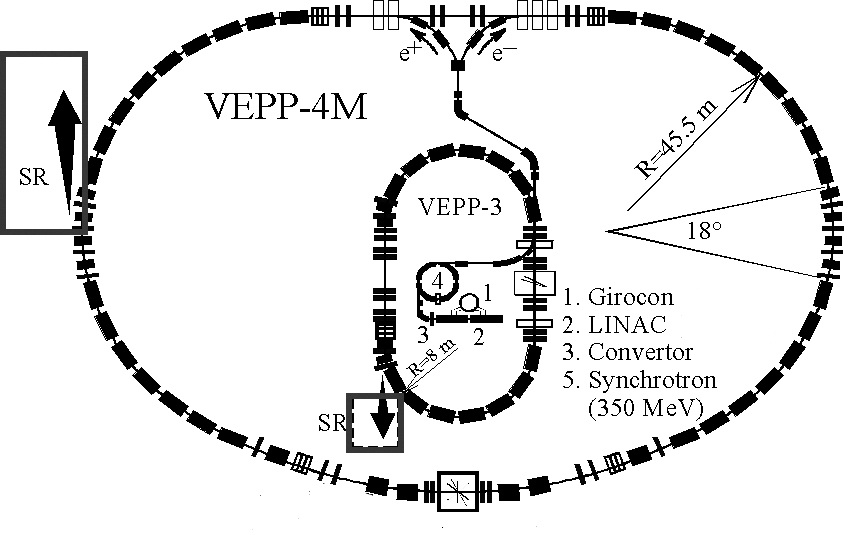 e+
e−
VEPP-4M
R=45.5 m
SR
VEPP-3
18°
4
1
3
2
1. Girocon
2. LINAC
3. Convertor
5. Synchrotron
(350 MeV)
R=8 m
SR